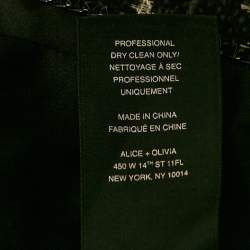 PROFESSIONAL
DRY CLEAN ONLY/
NETTOYAGE À SEC
PROFESSIONNEL
UNIQUEMENT
MADE IN CHINA
FABRIQUÉ EN CHINE
ALICE + OLIVIA
450 W 14TH ST 11FL
NEW YORK, NY 10014